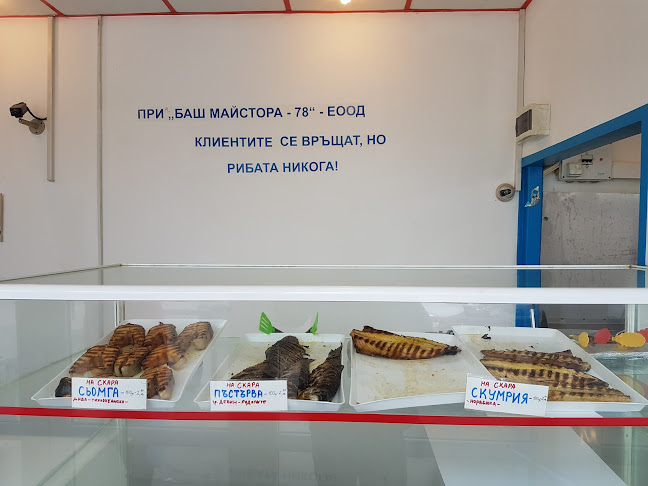 ПРИ „БАШ МАЙСТОРА - 78“ - ЕООД
КЛИЕНТИТЕ СЕ ВРЪЩАТ, НО
РИБАТА НИКОГА!
НА СКАРА
СЬОМГА
НА СКАРА
ПЪСТЪРВА
НА СКАРА
СКУМРИЯ